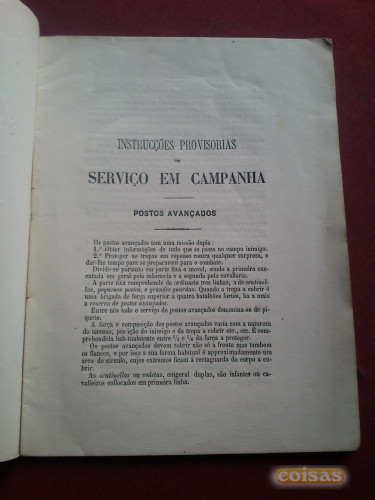 INSTRUCÇÕES PROVISORIAS
DE
SERVIÇO EM CAMPANHA
POSTOS AVANÇADOS
Os postos avançados teem uma missão dupla:
1.º Obter informações de tudo que se passa no campo inimigo.
2.º Proteger as tropas em repouso contra qualquer surpreza, e
dar-lhe tempo para se prepararem para o combate.
Divide-se portanto em parte fixa e movel, sendo a primeira exe-
cutada em geral pela infanteria e a segunda pela cavallaria.
A parte fixa comprehende de ordinario tres linhas, a de sentinel-
las, pequenos postos, e grandes guardas. Quando a tropa a cobrir é
uma brigada de força superior a quatro batalhões fortes, ha a mais
a reserva de postos avançados.
Entre nós todo o serviço de postos avançados denomina-se de pi-
quete.
A força e composição dos postos avançados varia com a natureza
do terreno, posição do inimigo e da tropa a cobrir etc., etc. É com-
prehendida habitualmente entre 1/4 e 1/6 da força a proteger.
Os postos avançados devem cobrir não só a frente mas tambem
os flancos, e por isso a sua fórma habitual é approximadamente um
arco de circulo, cujos extremos ficam á rectaguarda do corpo a cu-
brir.
As sentinellas ou vedetas, em geral duplas, são infantes ou ca-
valleiros collocados em primeira linha.
coisas